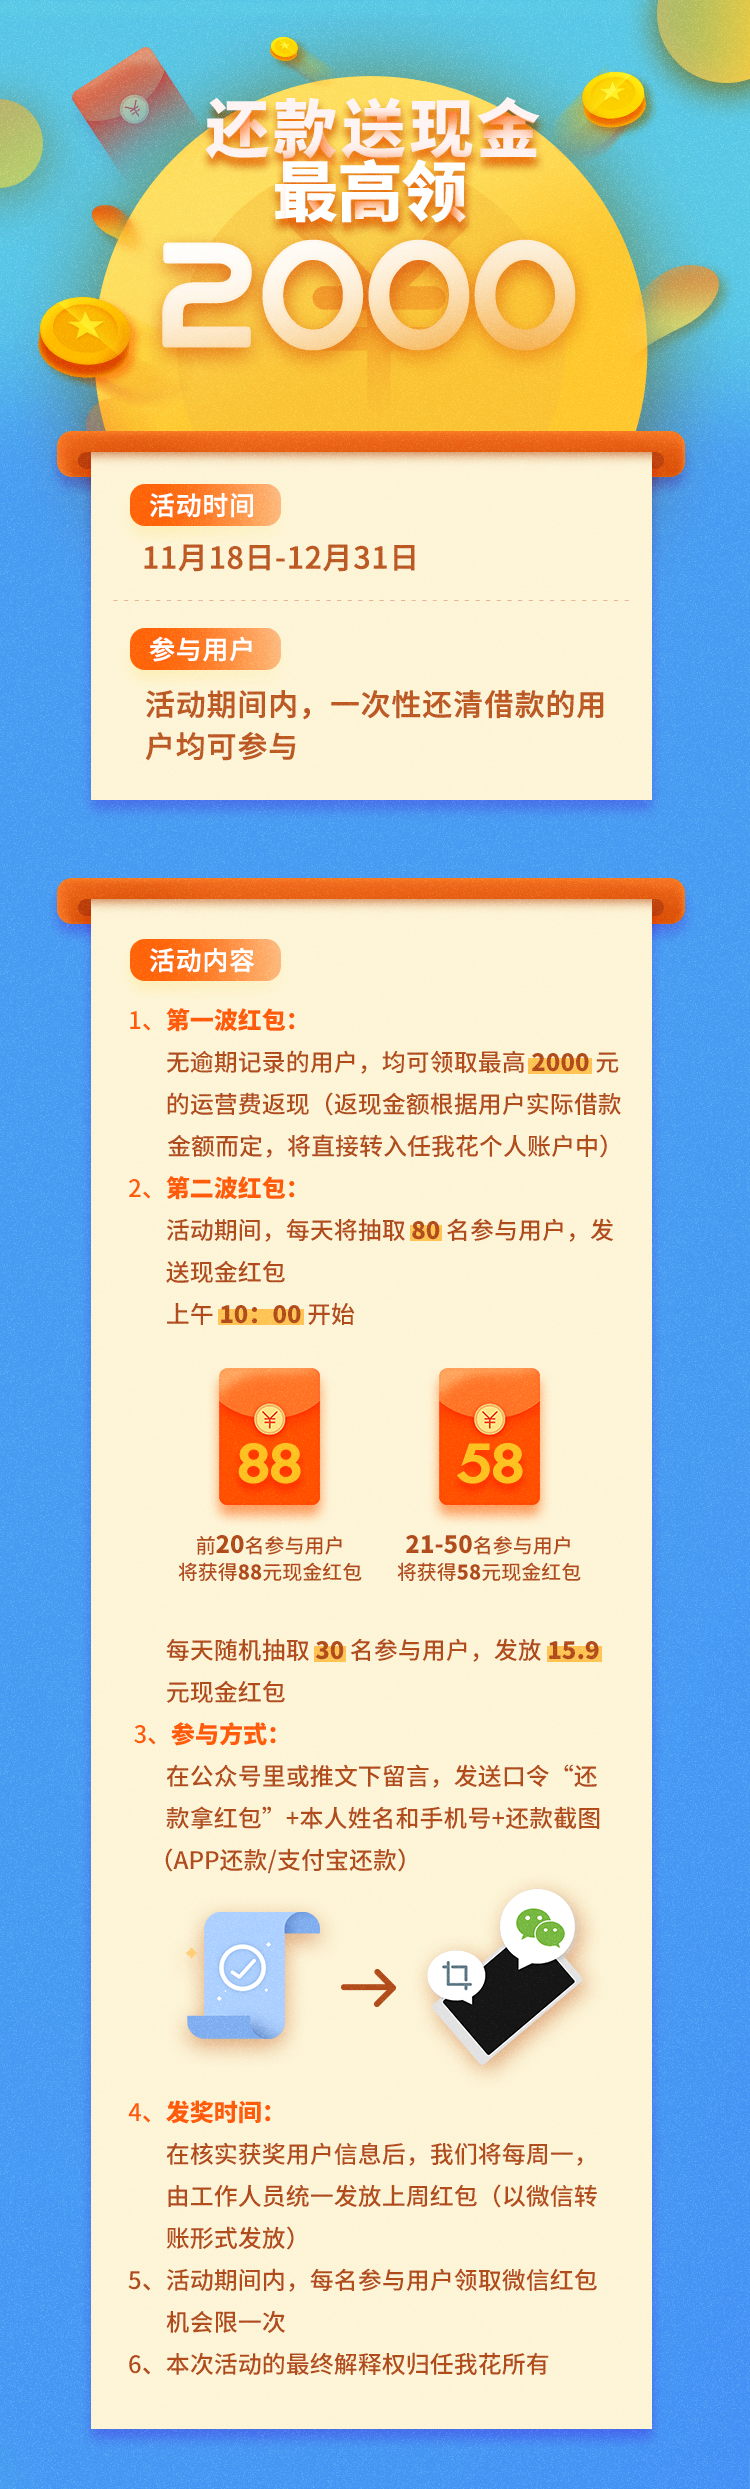 还款送现金
最高领
2000
活动时间
11月18日-12月31日
参与用户
活动期间内，一次性还清借款的用
户均可参与
活动内容
1、第一波红包：
无逾期记录的用户，均可领取最高2000元
的运营费返现（返现金额根据用户实际借款
金额而定，将直接转入任我花个人账户中）
2、第二波红包：
活动期间，每天将抽取80名参与用户，发
送现金红包
上午10：00开始
¥ ¥
88 58
前20名参与用户 21-50名参与用户
将获得88元现金红包 将获得58元现金红包
每天随机抽取30名参与用户，发放15.9
元现金红包
3、参与方式：
在公众号里或推文下留言，发送口令“还
款拿红包”+本人姓名和手机号+还款截图
（APP还款/支付宝还款）
4、发奖时间：
在核实获奖用户信息后，我们将每周一，
由工作人员统一发放上周红包（以微信转
账形式发放）
5、活动期间内，每名参与用户领取微信红包
机会限一次
6、本次活动的最终解释权归任我花所有